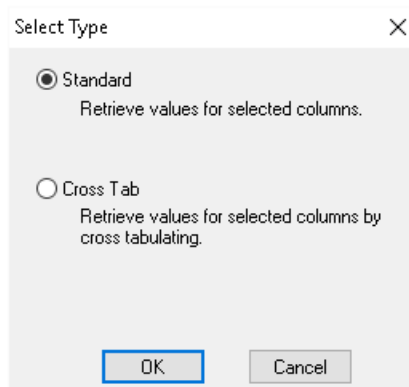 Select Type
Standard
Retrieve values for selected columns.
Cross Tab
Retrieve values for selected columns by
cross tabulating.
OK Cancel